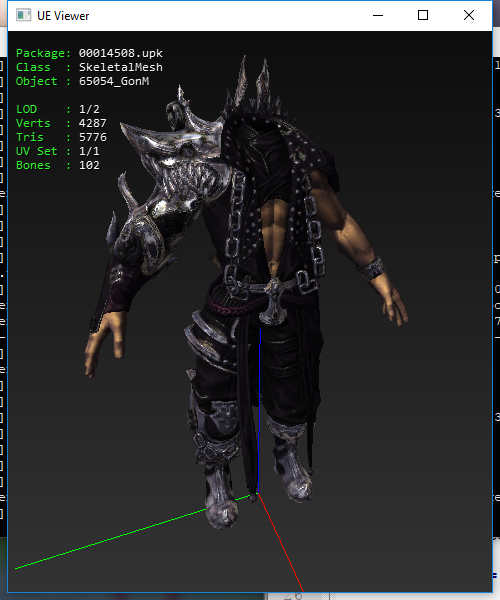 UE Viewer
Package: 00014508.upk
Class : SkeletalMesh
Object : 65054_GonM
LOD : 1/2
Verts : 4287
Tris : 5776
UV Set : 1/1
Bones : 102